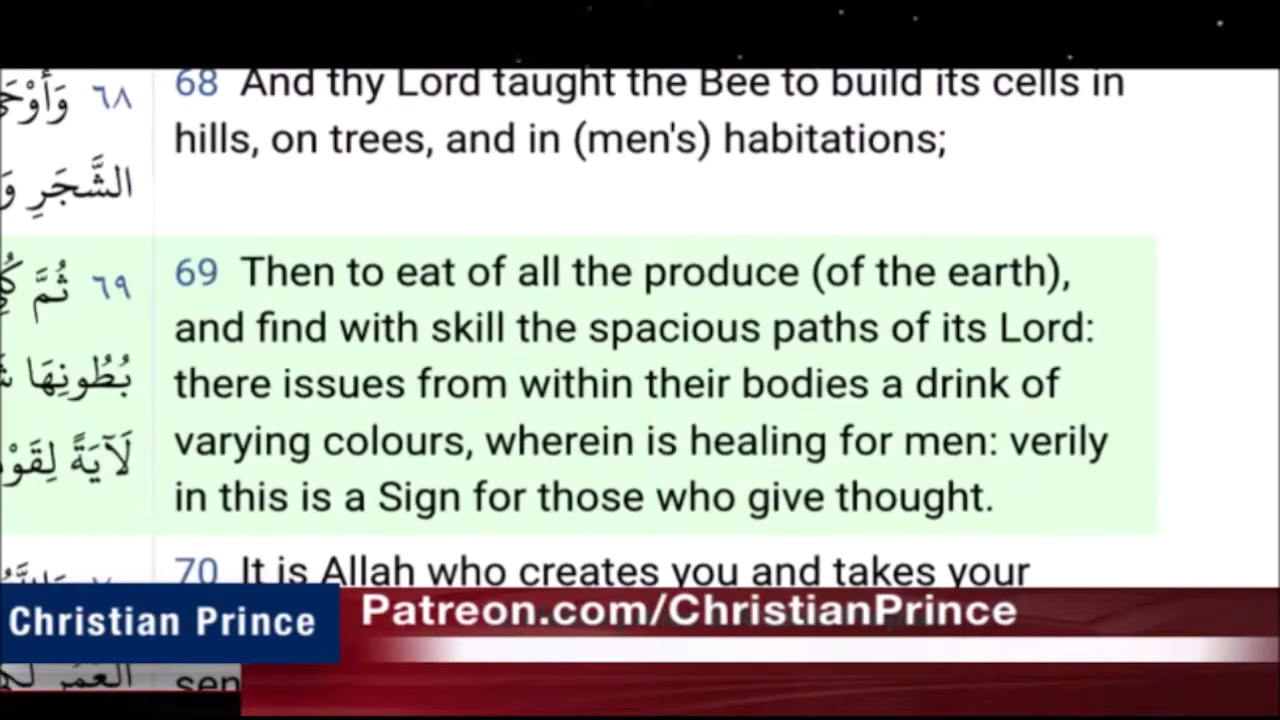 68 And thy Lord taught the Bee to build its cells in
hills, on trees, and in (men's) habitations;
٦٨
الشَّجَرِ
69 Then to eat of all the produce (of the earth),
and find with skill the spacious paths of its Lord:
there issues from within their bodies a drink of
varying colours, wherein is healing for men: verily
in this is a Sign for those who give thought.
٦٩ ثُمَّ
بُطُونِهَا
لَآيَةً
70 It is Allah who creates you and takes your
Christian Prince
Patreon.com/ChristianPrince